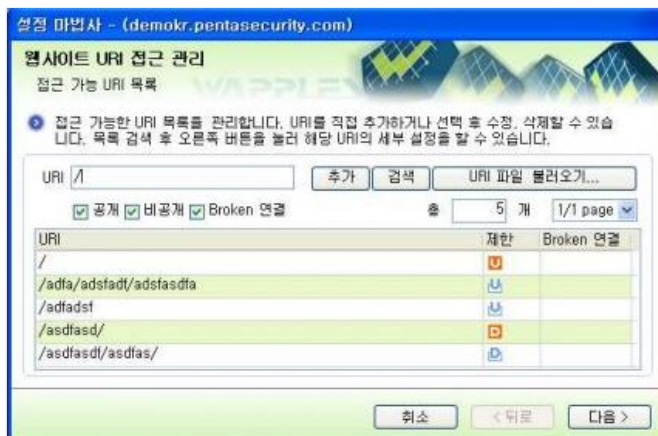 설정 마법사 - (demokr.pentasecurity.com)
웹사이트 URI 접근 관리
접근 가능 URI 목록
WAPPLES
접근 가능한 URI 목록을 관리합니다. URI를 직접 추가하거나 선택 후 수정, 삭제할 수 있습
니다. 목록 검색 후 오른쪽 버튼을 눌러 해당 URI의 세부 설정을 할 수 있습니다.
URI / 추가 검색 URI 파일 불러오기...
공개 비공개 Broken 연결 총 5 개 1/1 page
URI 제한 Broken 연결
/ U
/adfa/adsfadf/adsfasdfa U
/adfadsf U
/asdfasd/ D
/asdfasdf/asdfas/ D
취소 < 뒤로 다음 >